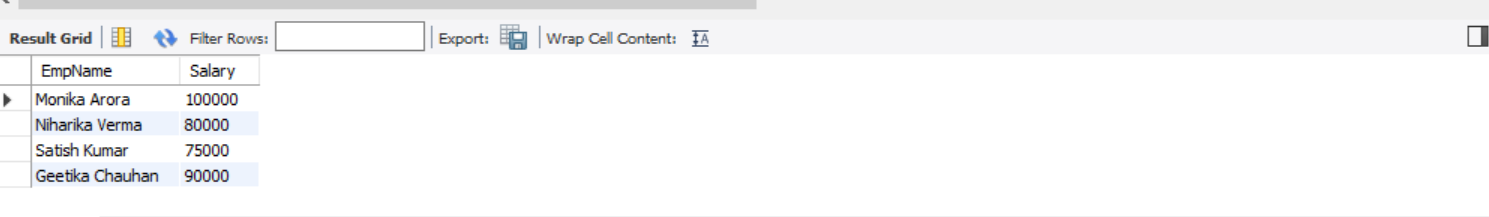 Result Grid Filter Rows: Export: Wrap Cell Content: IA
EmpName Salary
Monika Arora 100000
Niharika Verma 80000
Satish Kumar 75000
Geetika Chauhan 90000